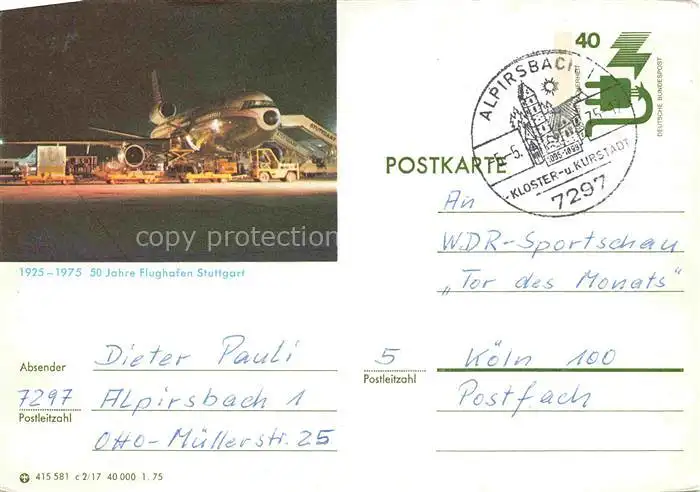 40
DEUTSCHE BUNDESPOST
ALPIRSBACH
1095-1095
KLOSTER-u.KURSTADT
7297
POSTKARTE
copy protection
1925-1975 50 Jahre Flughafen Stuttgart
An
WDR-Sportschau
„Tor des Monats"
5 Köln 100
Postleitzahl
Postfach
Absender
Dieter Pauli
7297 Alpirsbach 1
Postleitzahl
Otto-Müllerstr. 25
415 581 c 2/17 40 000 1. 75